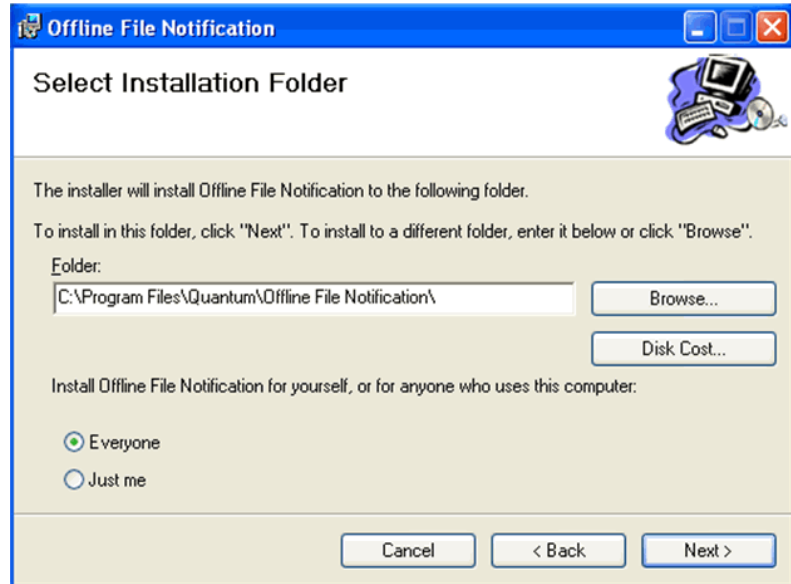 Offline File Notification
Select Installation Folder
The installer will install Offline File Notification to the following folder.
To install in this folder, click "Next". To install to a different folder, enter it below or click "Browse".
Folder:
C:\Program Files\Quantum\Offline File Notification\
Browse...
Disk Cost...
Install Offline File Notification for yourself, or for anyone who uses this computer:
Everyone
Just me
Cancel
< Back
Next >